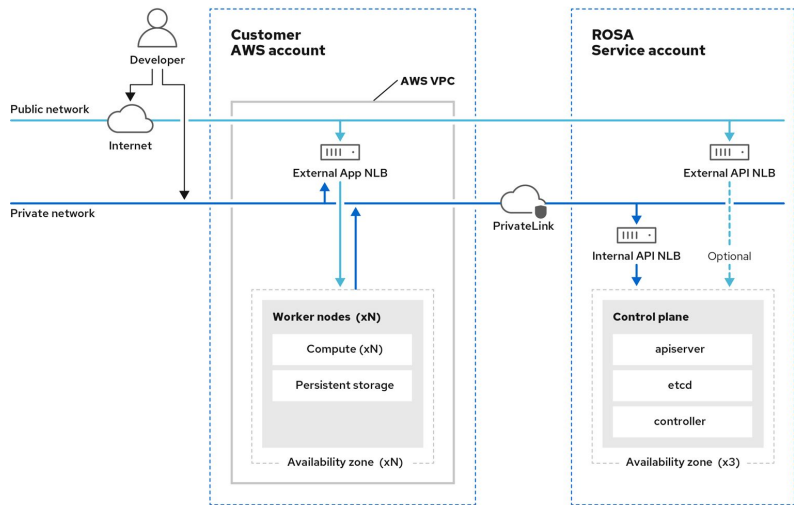 Customer
AWS account
ROSA
Service account
Developer
AWS VPC
Public network
Internet
External App NLB
External API NLB
Private network
PrivateLink
Internal API NLB
Optional
Worker nodes (xN)
Compute (xN)
Persistent storage
Availability zone (xN)
Control plane
apiserver
etcd
controller
Availability zone (x3)